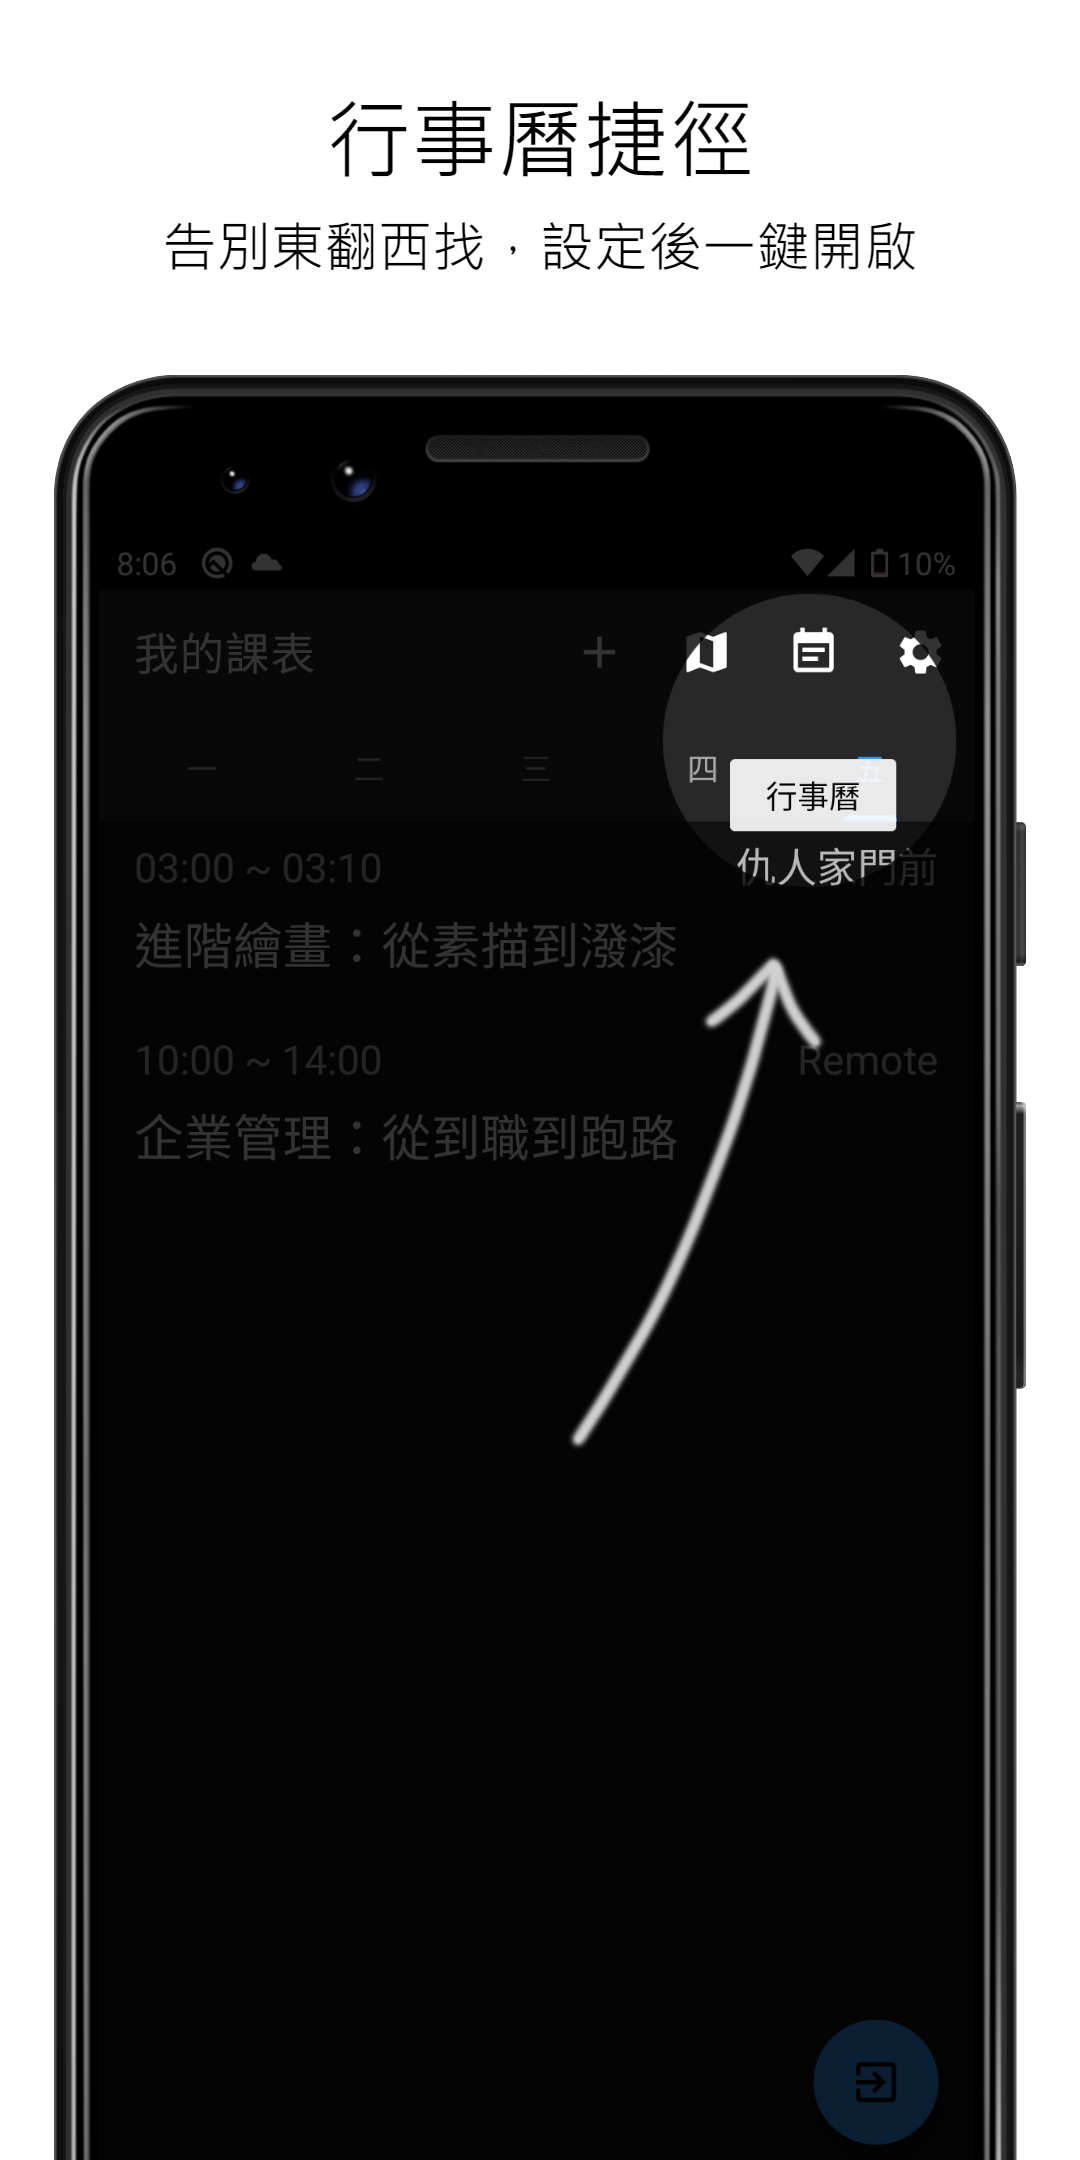 行事曆捷徑
告別東翻西找，設定後一鍵開啟
8:06 10%
我的課表
一 二 三 四 五
行事曆
03:00 ~ 03:10 仇人家門前
進階繪畫：從素描到潑漆
10:00 ~ 14:00 Remote
企業管理：從到職到跑路